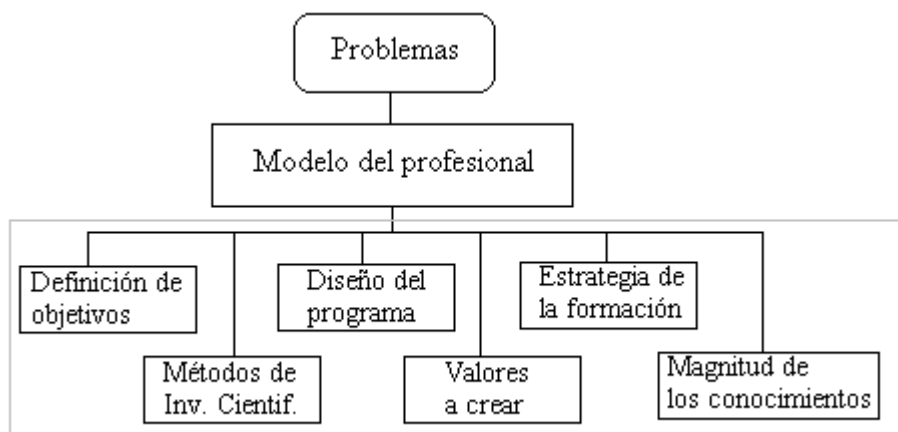 Problemas
Modelo del profesional
Definición de
objetivos
Diseño del
programa
Estrategia de
la formación
Métodos de
Inv. Cientif.
Valores
a crear
Magnitud de
los conocimientos